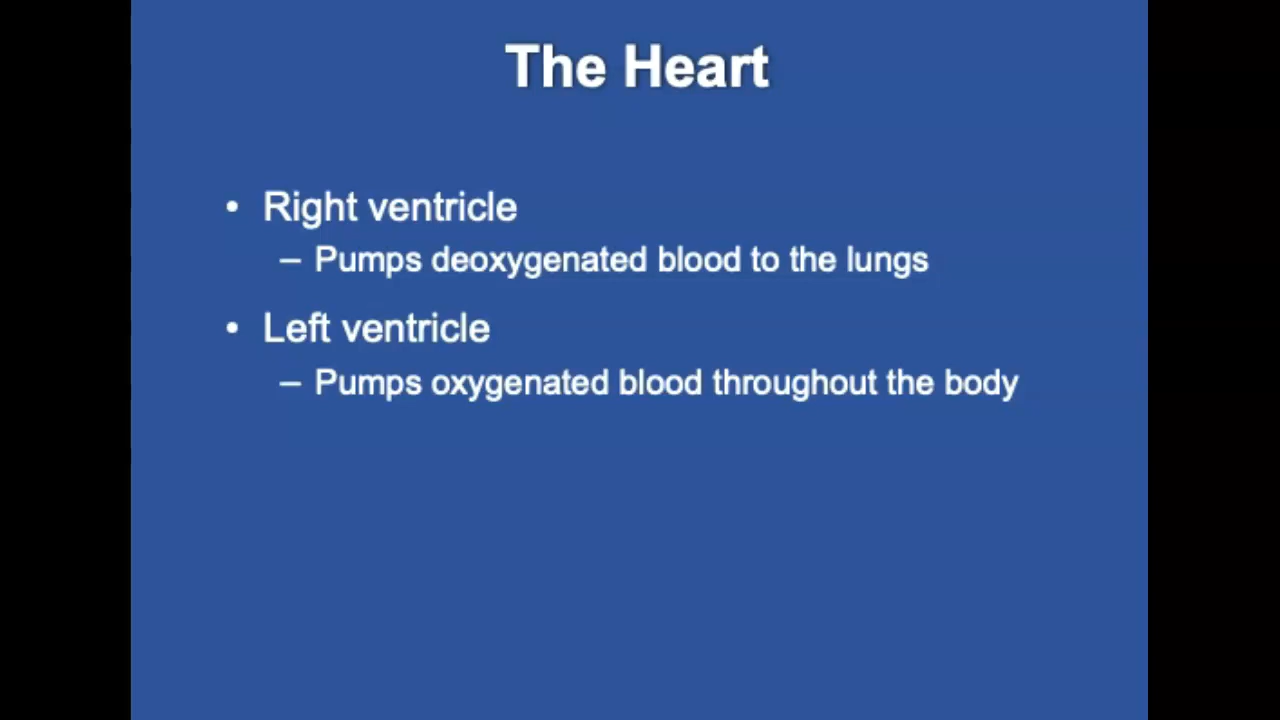 The Heart
• Right ventricle
– Pumps deoxygenated blood to the lungs
• Left ventricle
– Pumps oxygenated blood throughout the body